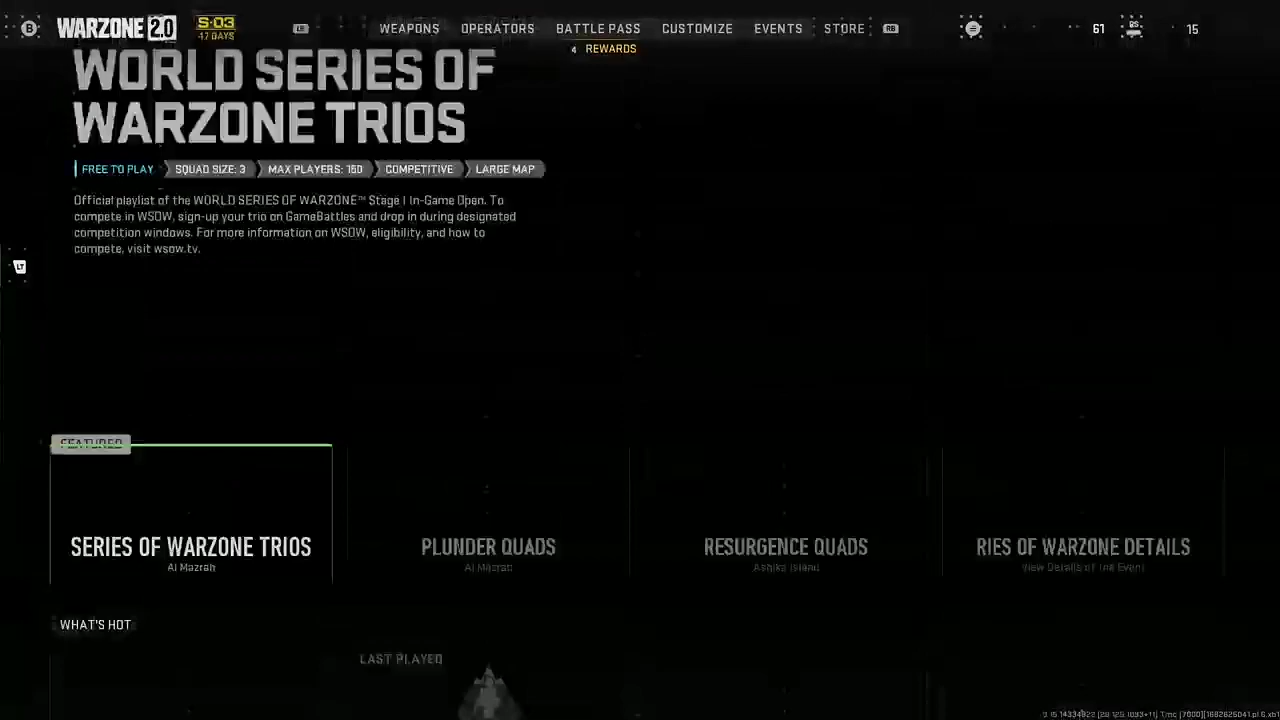 B WARZONE 2.0 S:03 LB WEAPONS OPERATORS BATTLE PASS CUSTOMIZE EVENTS STORE RB 61 15
17 DAYS 4 REWARDS
WORLD SERIES OF
WARZONE TRIOS
FREE TO PLAY SQUAD SIZE: 3 MAX PLAYERS: 150 COMPETITIVE LARGE MAP
Official playlist of the WORLD SERIES OF WARZONE™ Stage 1 In-Game Open. To
compete in WSOW, sign-up your trio on GameBattles and drop in during designated
competition windows. For more information on WSOW, eligibility, and how to
compete, visit wsow.tv.
LT
FEATURED
SERIES OF WARZONE TRIOS PLUNDER QUADS RESURGENCE QUADS RIES OF WARZONE DETAILS
Al Mazrah Al Mazrah Ashika Island View Details of the Event
WHAT'S HOT
LAST PLAYED